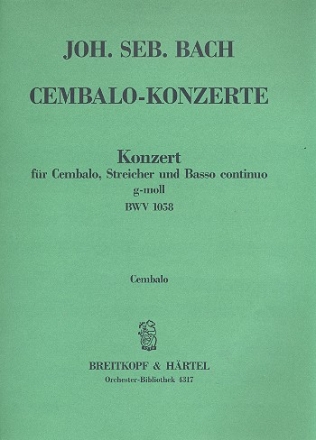 JOH. SEB. BACH
CEMBALO-KONZERTE
Konzert
für Cembalo, Streicher und Basso continuo
g-moll
BWV 1058
Cembalo
BREITKOPF & HÄRTEL
Orchester-Bibliothek 4317